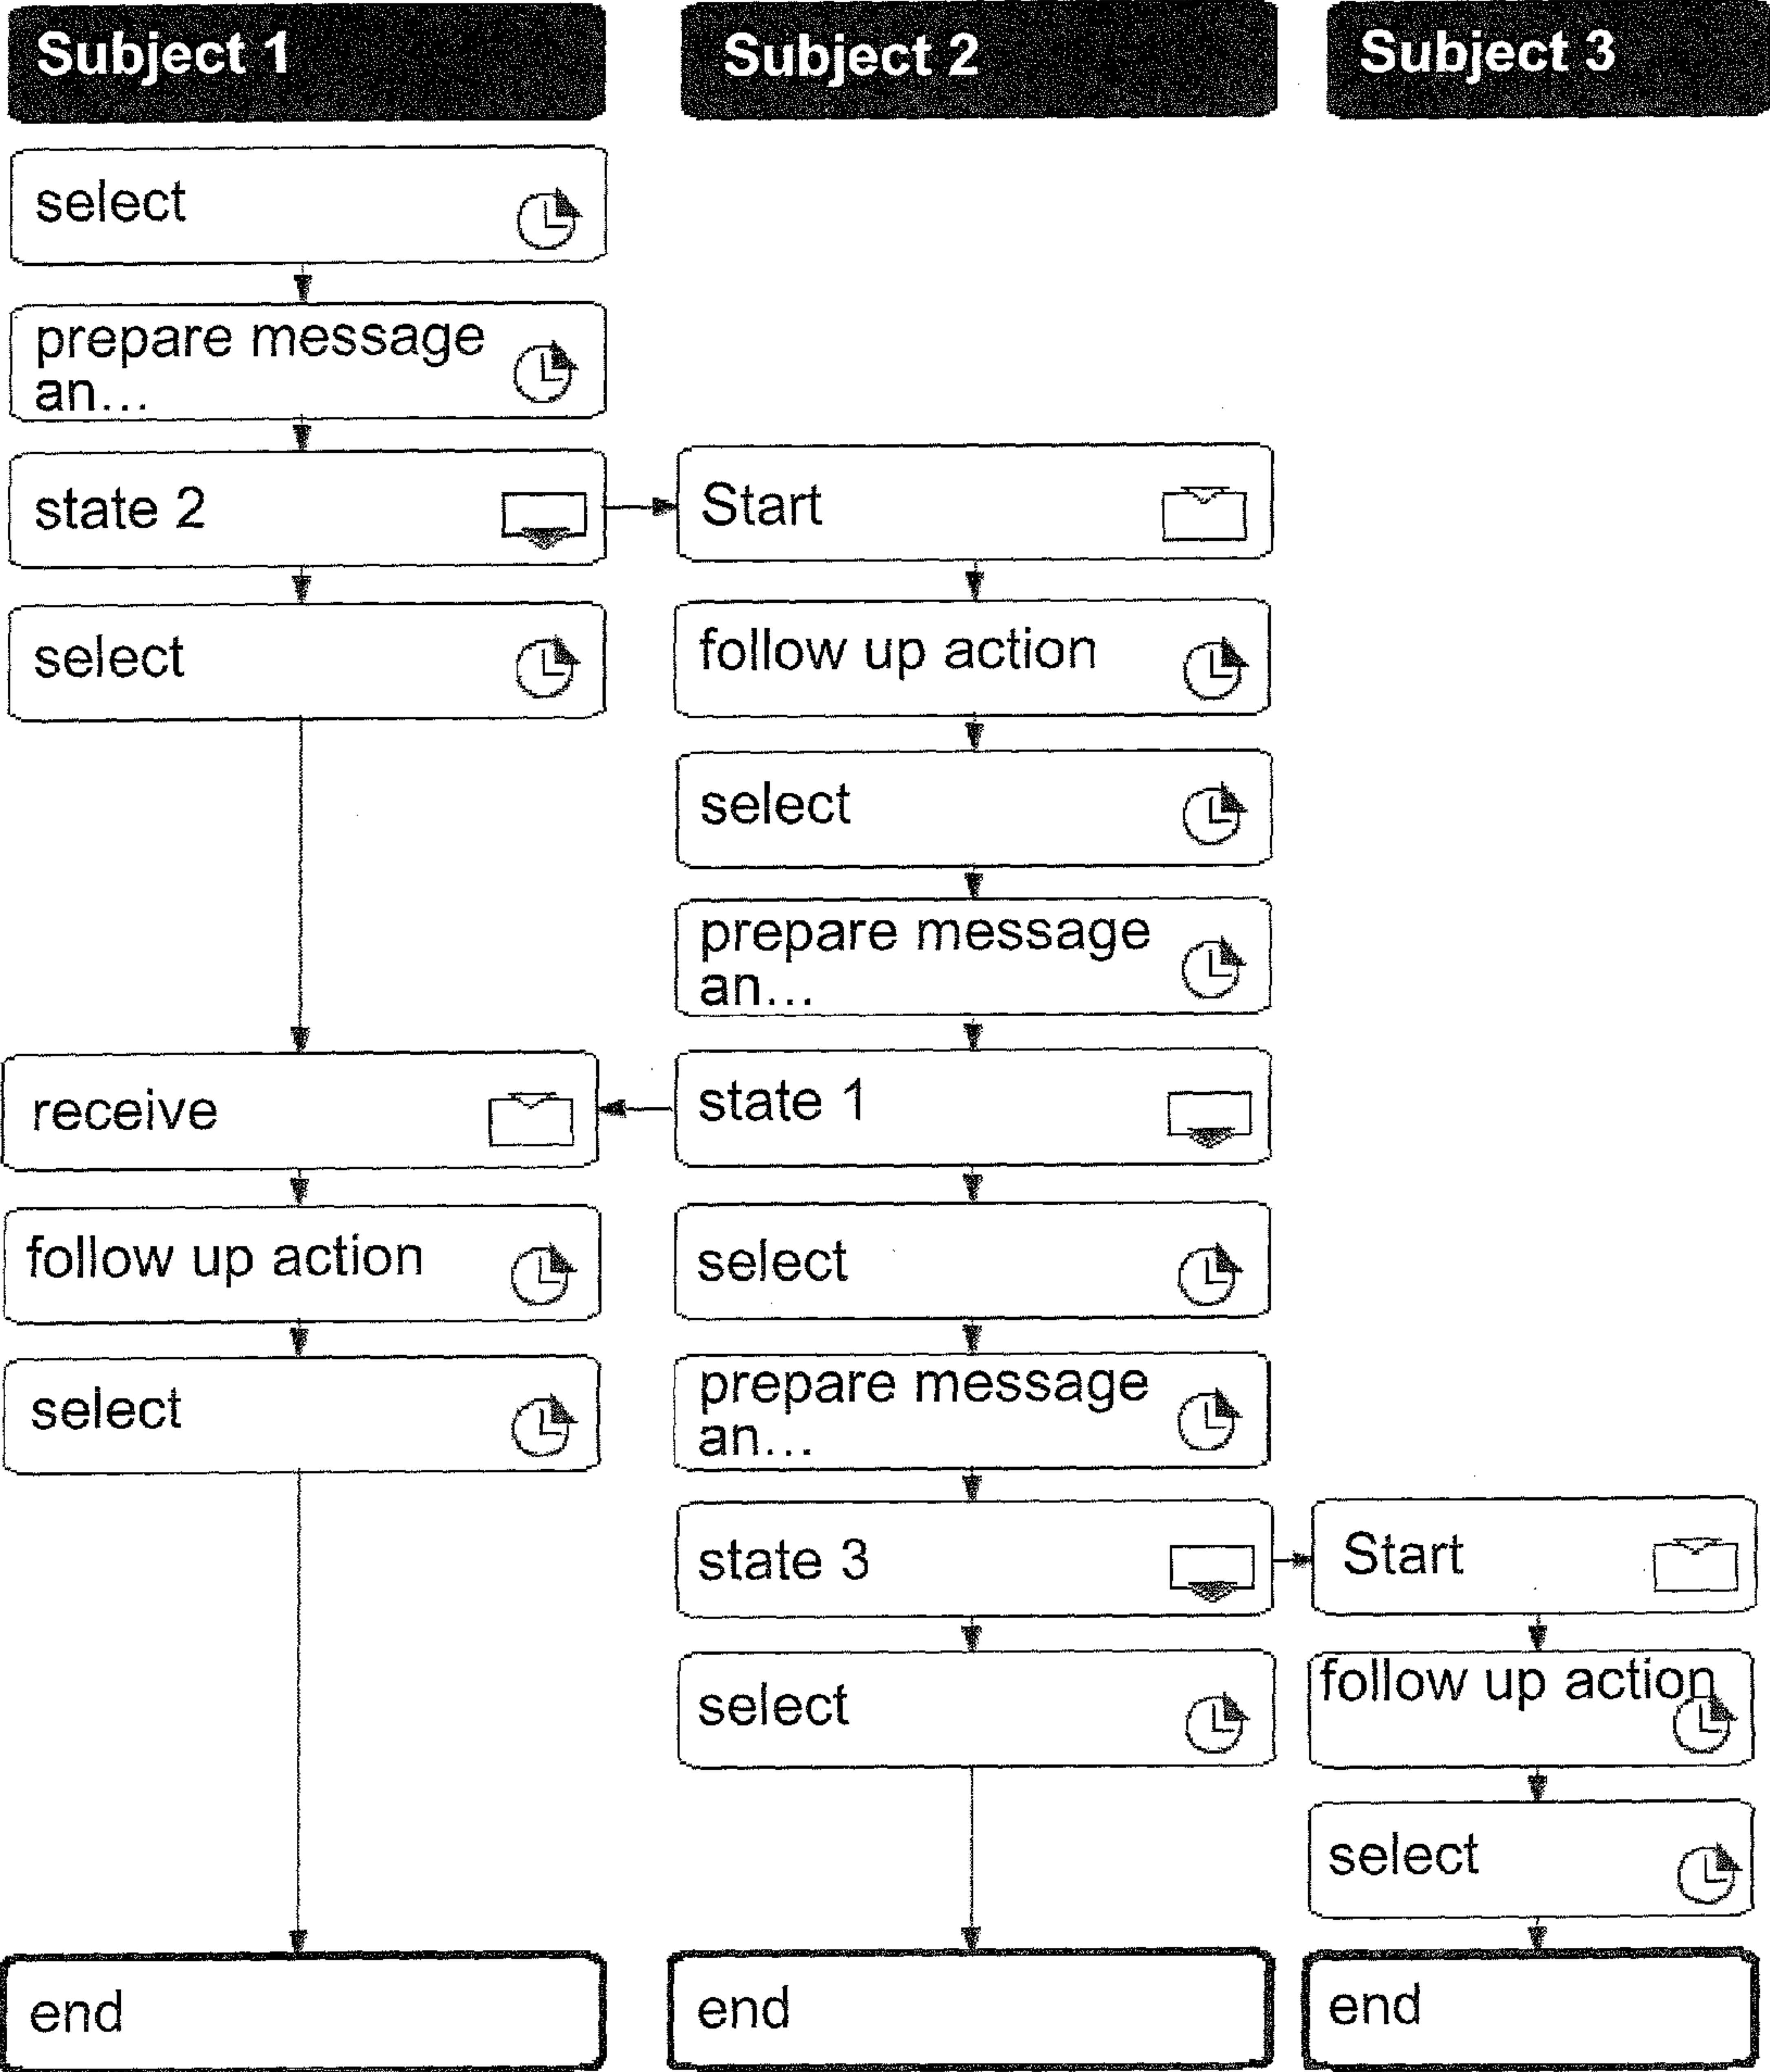 Subject 1
Subject 2
Subject 3
select
prepare message
an...
state 2
Start
select
follow up action
select
prepare message
an...
receive
state 1
follow up action
select
select
prepare message
an...
state 3
Start
select
follow up action
select
end
end
end